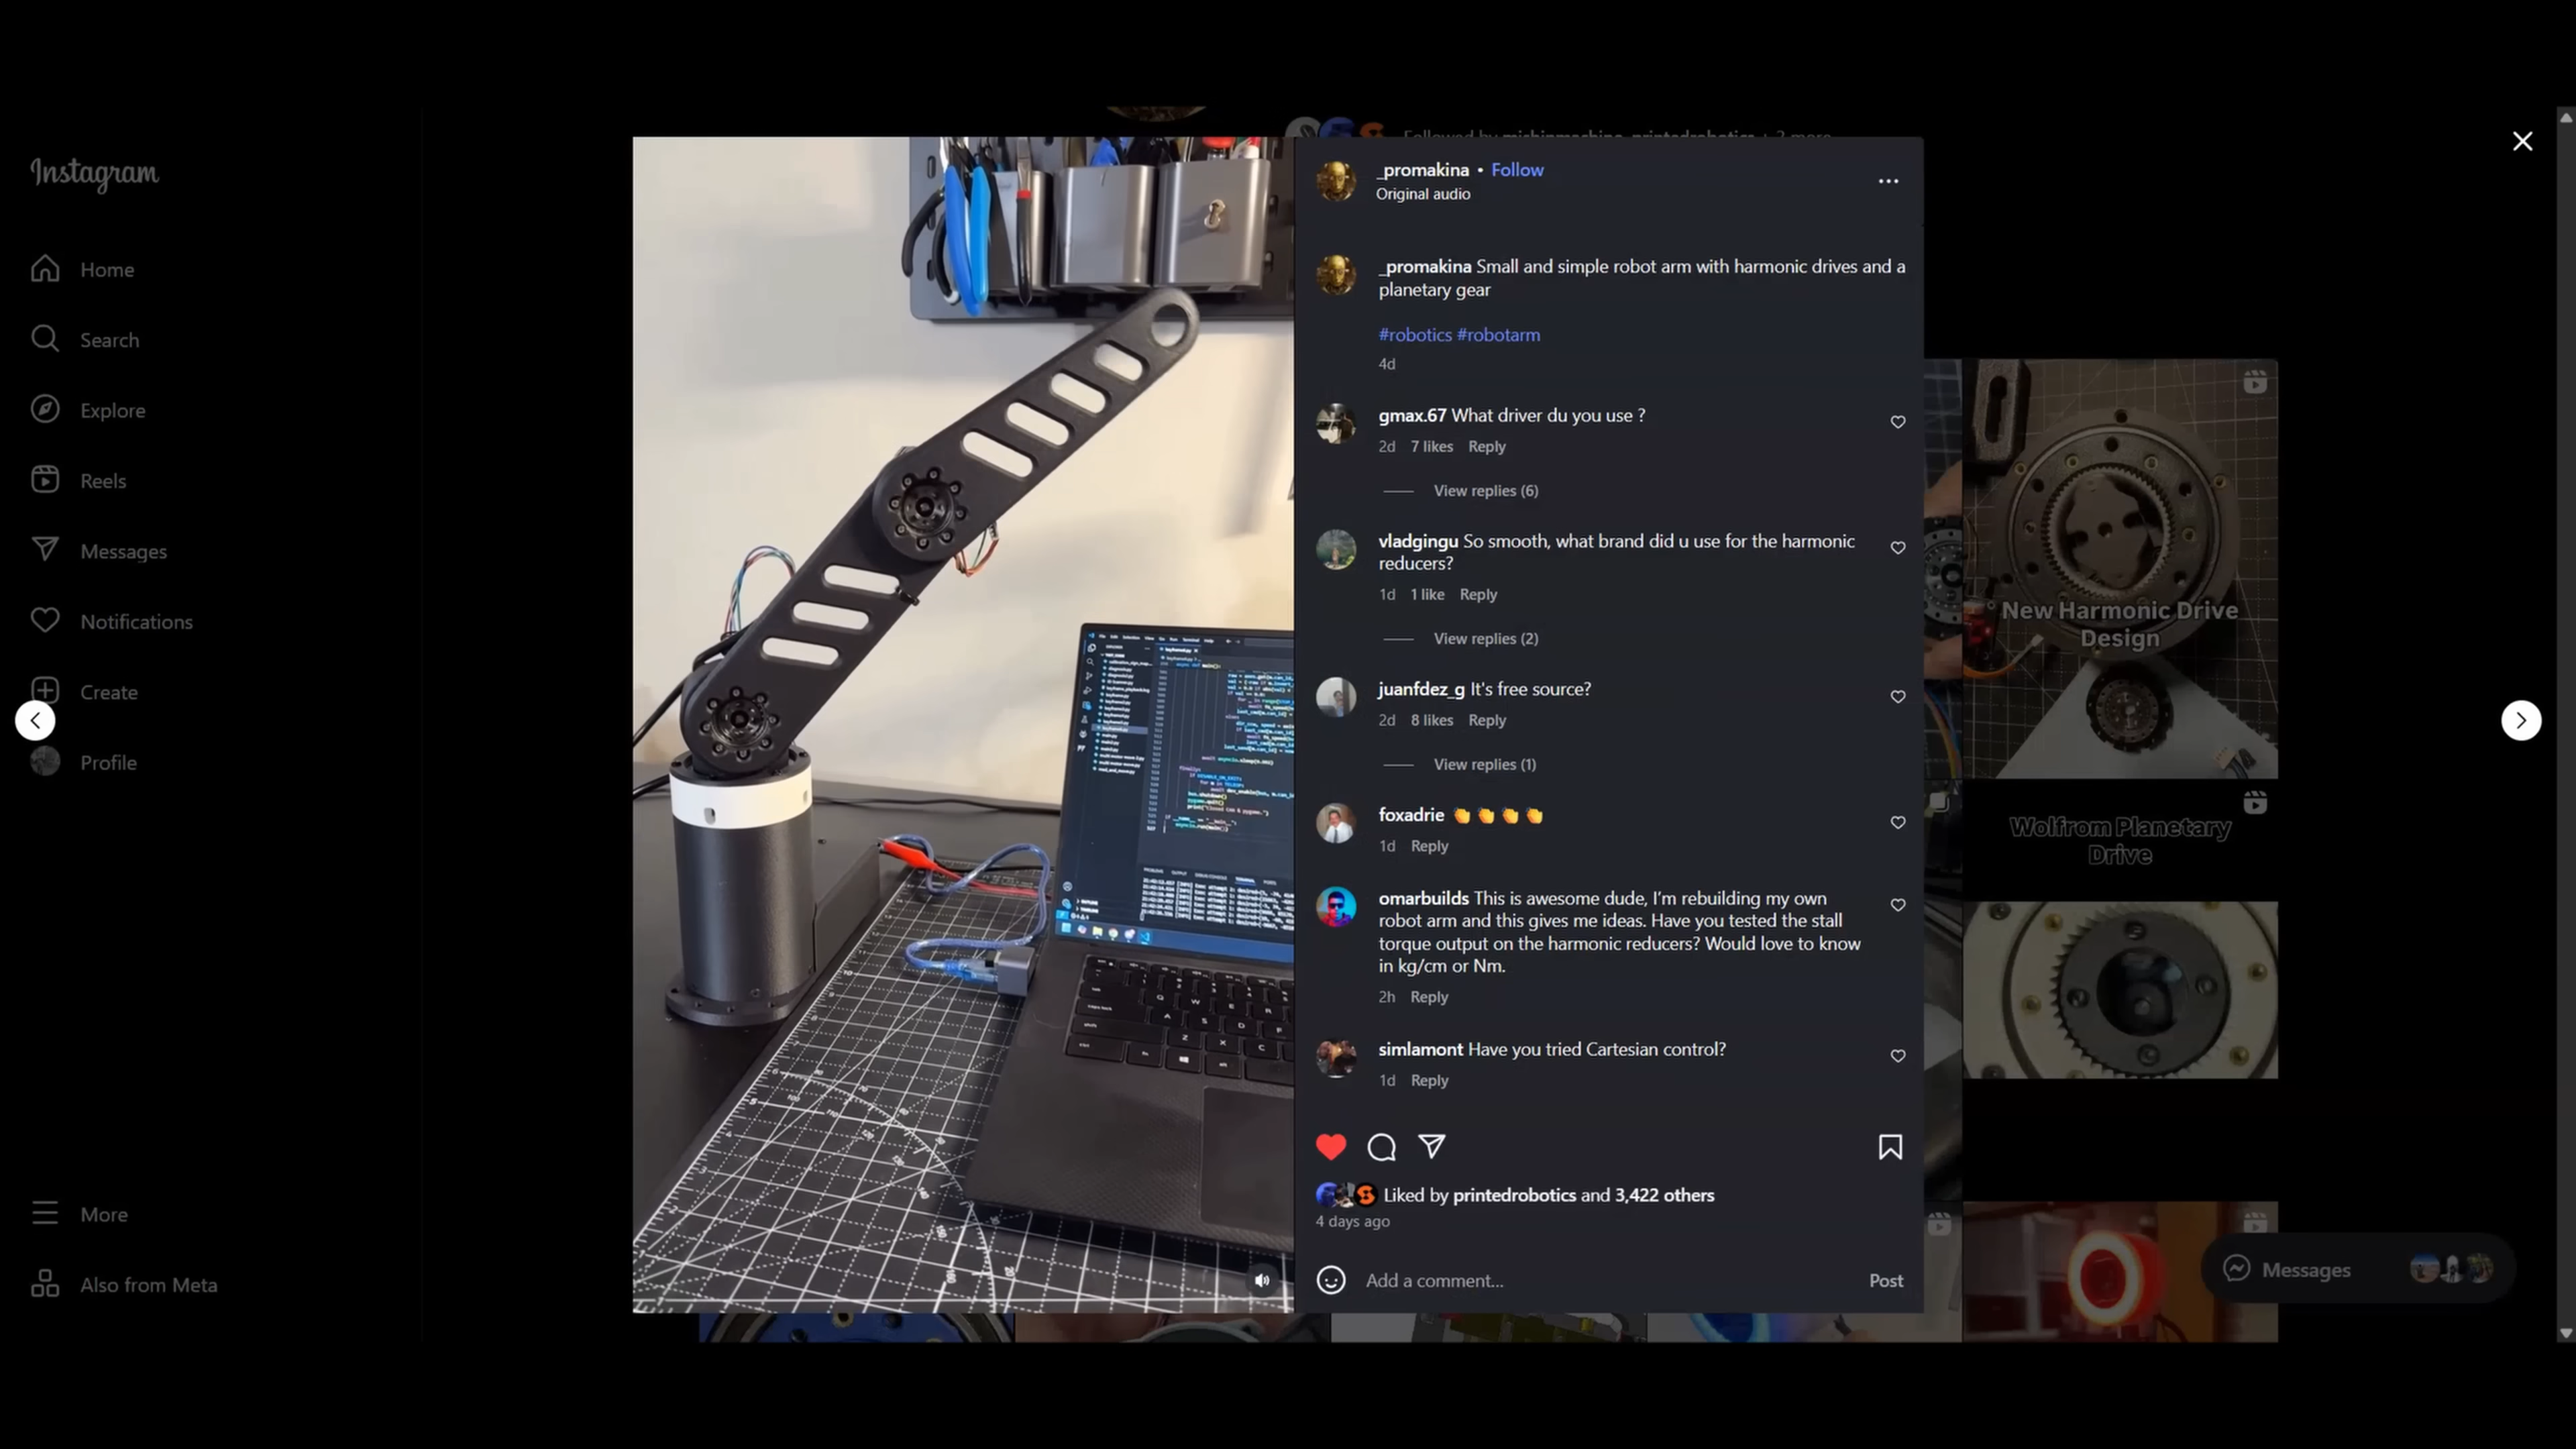 Instagram
Home
Search
Explore
Reels
Messages
Notifications
Create
Profile
More
Also from Meta
Followed by mishinmachine, printedrobotics + 2 more
_promakina • Follow
Original audio
_promakina Small and simple robot arm with harmonic drives and a
planetary gear
#robotics #robotarm
4d
gmax.67 What driver du you use ?
2d 7 likes Reply
View replies (6)
vladgingu So smooth, what brand did u use for the harmonic
reducers?
1d 1 like Reply
View replies (2)
juanfdez_g It's free source?
2d 8 likes Reply
View replies (1)
foxadrie 👏 👏 👏 👏
1d Reply
omarbuilds This is awesome dude, I'm rebuilding my own
robot arm and this gives me ideas. Have you tested the stall
torque output on the harmonic reducers? Would love to know
in kg/cm or Nm.
2h Reply
simlamont Have you tried Cartesian control?
1d Reply
Liked by printedrobotics and 3,422 others
4 days ago
Add a comment...
Post
New Harmonic Drive
Design
Wolfrom Planetary
Drive
Messages